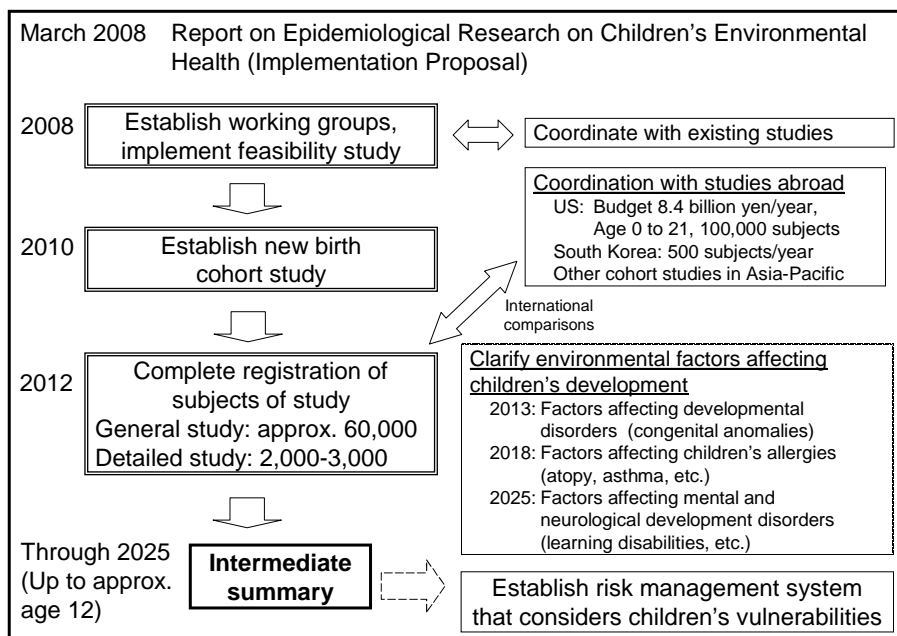 March 2008 Report on Epidemiological Research on Children's Environmental
Health (Implementation Proposal)
2008
Establish working groups,
implement feasibility study
Coordinate with existing studies
Coordination with studies abroad
US: Budget 8.4 billion yen/year,
Age 0 to 21, 100,000 subjects
South Korea: 500 subjects/year
Other cohort studies in Asia-Pacific
2010
Establish new birth
cohort study
International
comparisons
2012
Complete registration of
subjects of study
General study: approx. 60,000
Detailed study: 2,000-3,000
Clarify environmental factors affecting
children's development
2013: Factors affecting developmental
disorders (congenital anomalies)
2018: Factors affecting children's allergies
(atopy, asthma, etc.)
2025: Factors affecting mental and
neurological development disorders
(learning disabilities, etc.)
Through 2025
(Up to approx.
age 12)
Intermediate
summary
Establish risk management system
that considers children's vulnerabilities